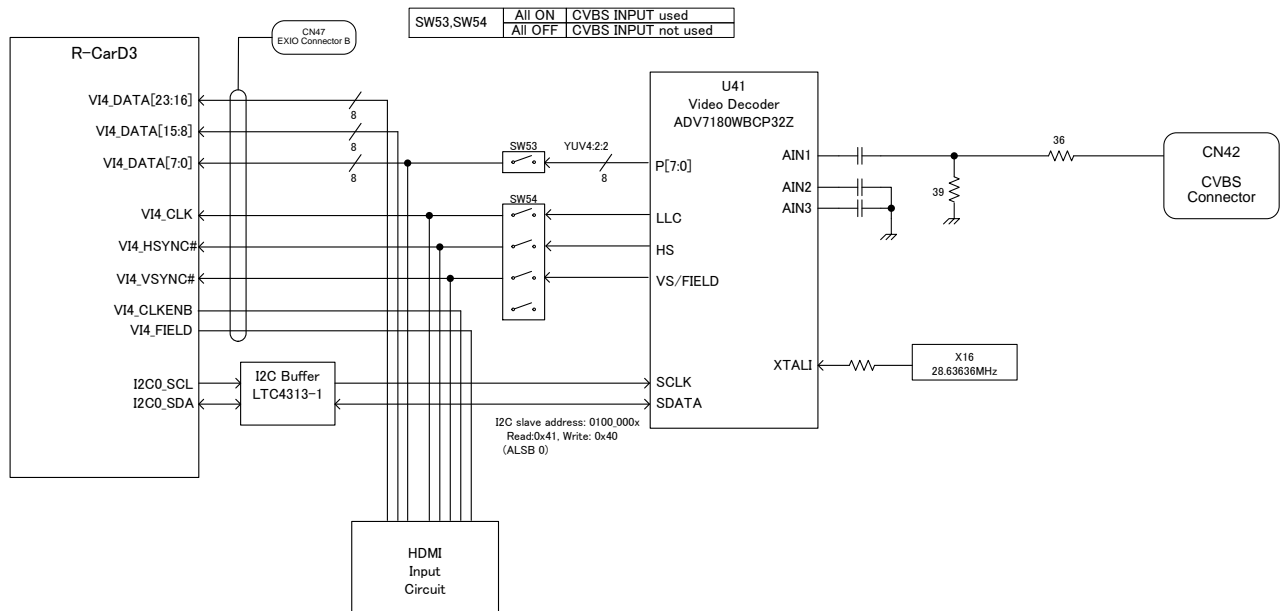 SW53,SW54 All ON CVBS INPUT used
All OFF CVBS INPUT not used
CN47
EXIO Connector B
R-CarD3
VI4_DATA[23:16]
8
VI4_DATA[15:8]
8
VI4_DATA[7:0]
8
VI4_CLK
VI4_HSYNC#
VI4_VSYNC#
VI4_CLKENB
VI4_FIELD
I2C0_SCL
I2C0_SDA
I2C Buffer
LTC4313-1
SW53
YUV4:2:2
8
SW54
U41
Video Decoder
ADV7180WBCP32Z
P[7:0]
LLC
HS
VS/FIELD
SCLK
SDATA
AIN1
AIN2
AIN3
XTALI
I2C slave address: 0100_000x
Read:0x41, Write: 0x40
(ALSB 0)
36
39
CN42
CVBS
Connector
X16
28.63636MHz
HDMI
Input
Circuit